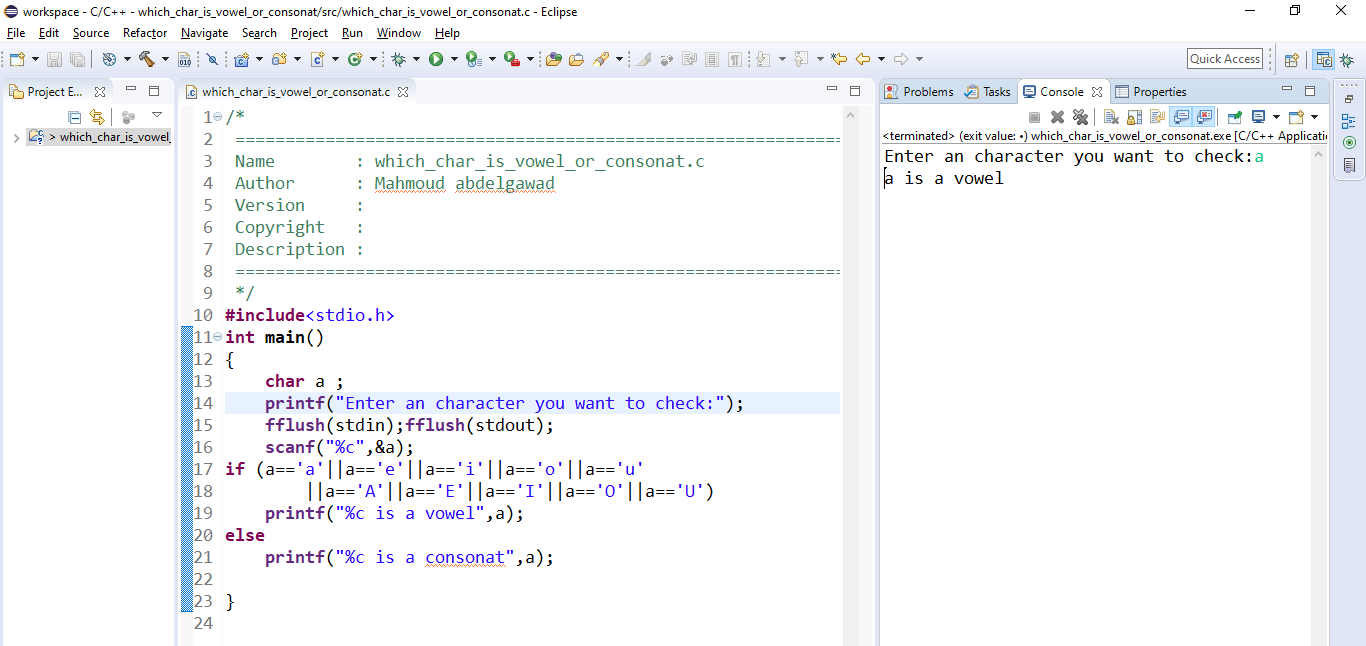 workspace - C/C++ - which_char_is_vowel_or_consonat/src/which_char_is_vowel_or_consonat.c - Eclipse
File Edit Source Refactor Navigate Search Project Run Window Help
Quick Access
Project E...
which_char_is_vowel_or_consonat.c
Problems Tasks Console Properties
> which_char_is_vowel_
<terminated> (exit value: •) which_char_is_vowel_or_consonat.exe [C/C++ Applicati
Enter an character you want to check:a
a is a vowel
1 /*
2 ============================================================
3 Name : which_char_is_vowel_or_consonat.c
4 Author : Mahmoud abdelgawad
5 Version :
6 Copyright :
7 Description :
8 ============================================================
9 */
10 #include<stdio.h>
11 int main()
12 {
13 char a ;
14 printf("Enter an character you want to check:");
15 fflush(stdin);fflush(stdout);
16 scanf("%c",&a);
17 if (a=='a'||a=='e'||a=='i'||a=='o'||a=='u'
18 ||a=='A'||a=='E'||a=='I'||a=='O'||a=='U')
19 printf("%c is a vowel",a);
20 else
21 printf("%c is a consonat",a);
22
23 }
24